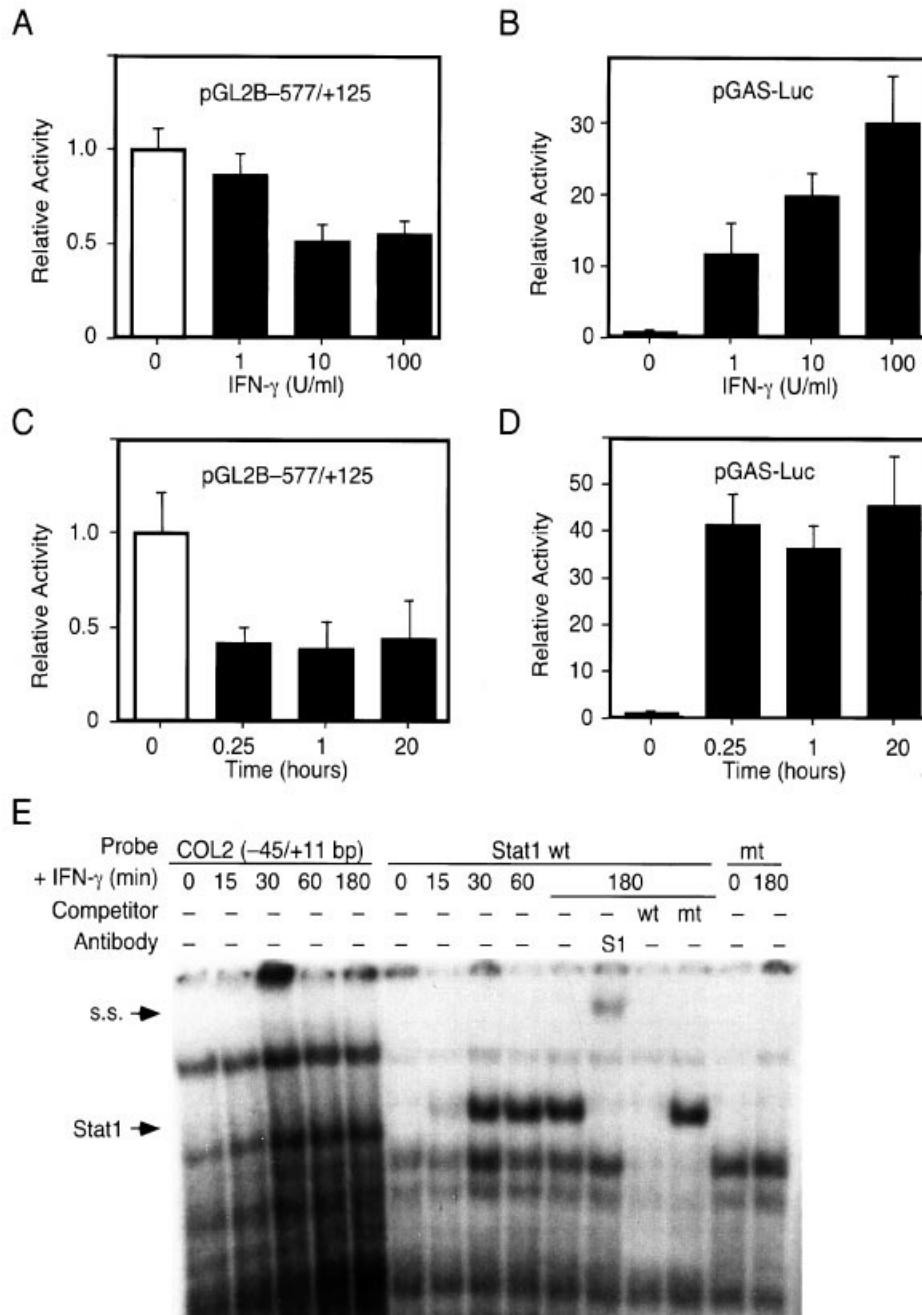 A
pGL2B–577/+125
Relative Activity
1.0
0.5
0
0 1 10 100
IFN-γ (U/ml)
B
pGAS-Luc
Relative Activity
30
20
10
0
0 1 10 100
IFN-γ (U/ml)
C
pGL2B–577/+125
Relative Activity
1.0
0.5
0
0 0.25 1 20
Time (hours)
D
pGAS-Luc
Relative Activity
50
40
30
20
10
0
0 0.25 1 20
Time (hours)
E
Probe COL2 (–45/+11 bp) Stat1 wt mt
+ IFN-γ (min) 0 15 30 60 180 0 15 30 60 180 0 180
Competitor – – – – – – – – – – – wt mt – –
Antibody – – – – – – – – – – S1 – – – –
s.s.
Stat1